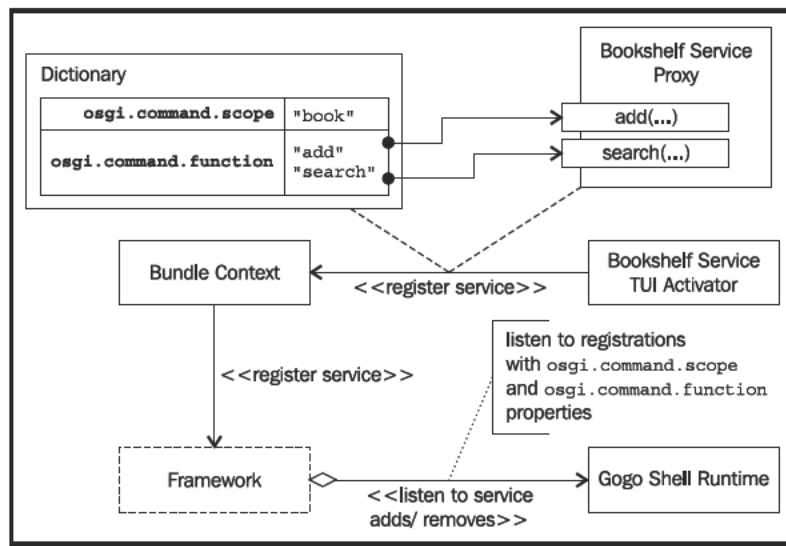 Dictionary
osgi.command.scope "book"
osgi.command.function "add"
"search"
Bookshelf Service
Proxy
add(...)
search(...)
Bundle Context
<<register service>>
Bookshelf Service
TUI Activator
<<register service>>
listen to registrations
with osgi.command.scope
and osgi.command.function
properties
Framework
<<listen to service
adds/ removes>>
Gogo Shell Runtime